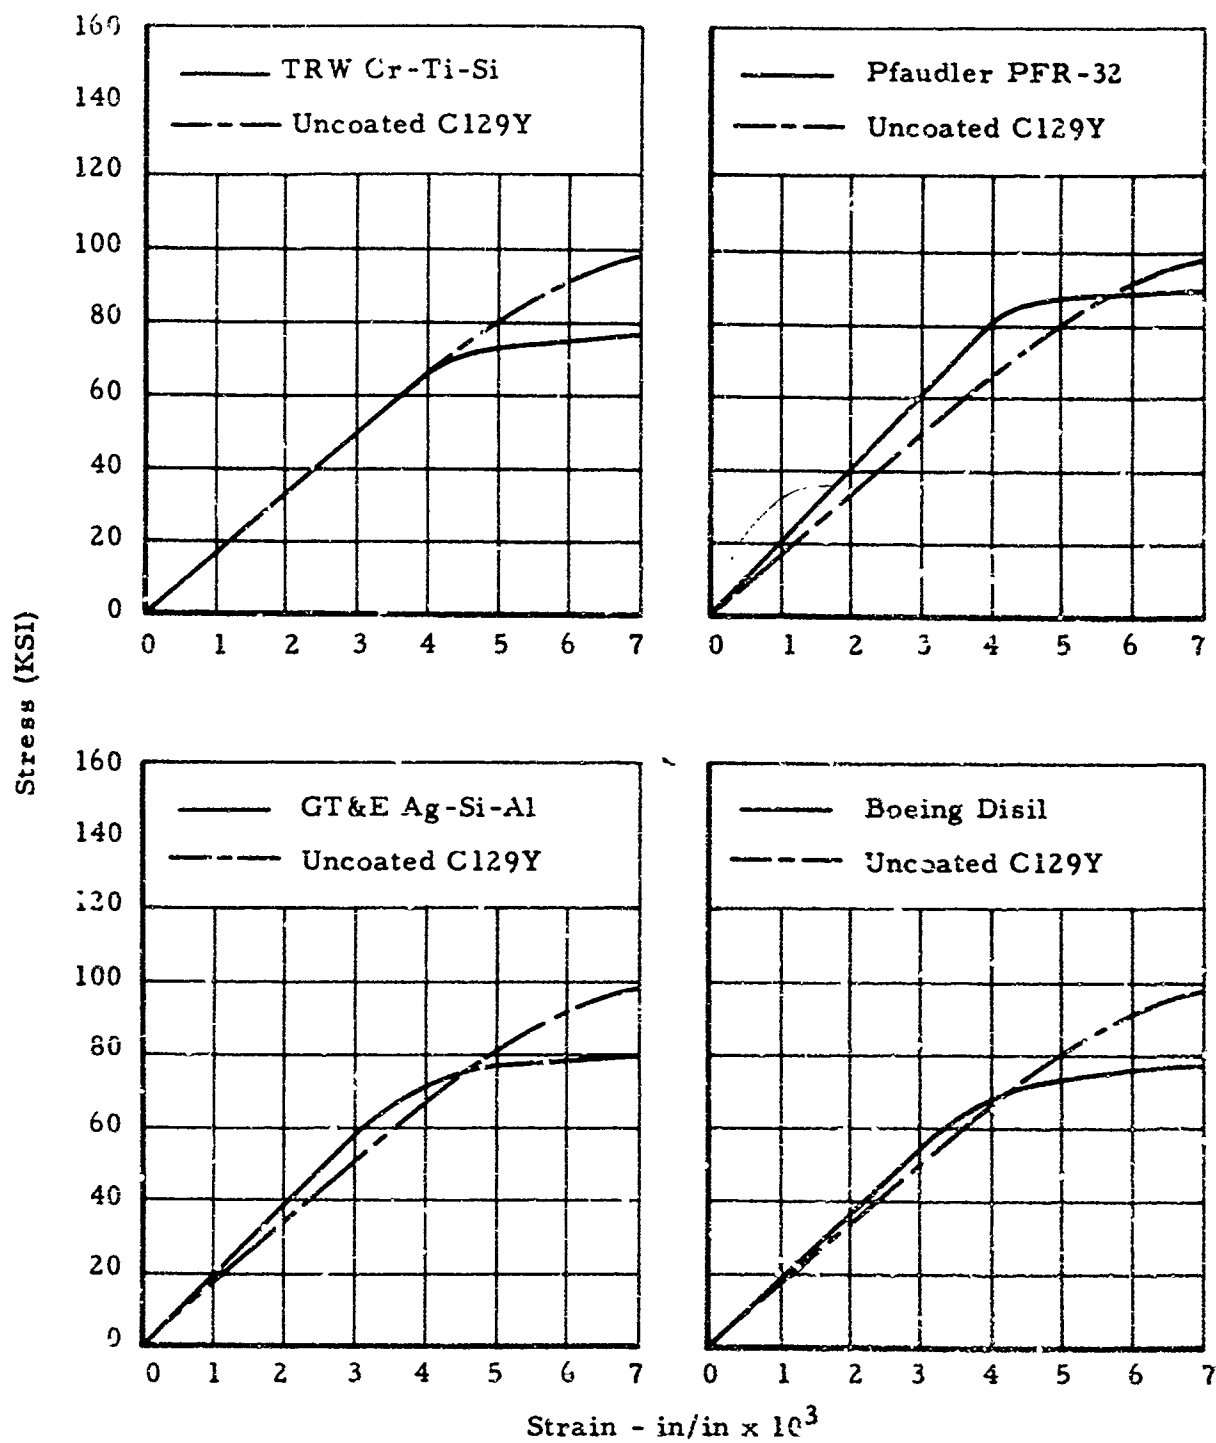 160
140
120
100
80
60
40
20
0
TRW Cr-Ti-Si
Uncoated C129Y
0 1 2 3 4 5 6 7
Pfaudler PFR-32
Uncoated C129Y
0 1 2 3 4 5 6 7
Stress (KSI)
160
140
120
100
80
60
40
20
0
GT&E Ag-Si-Al
Uncoated C129Y
0 1 2 3 4 5 6 7
Boeing Disil
Uncoated C129Y
0 1 2 3 4 5 6 7
Strain - in/in x 10³